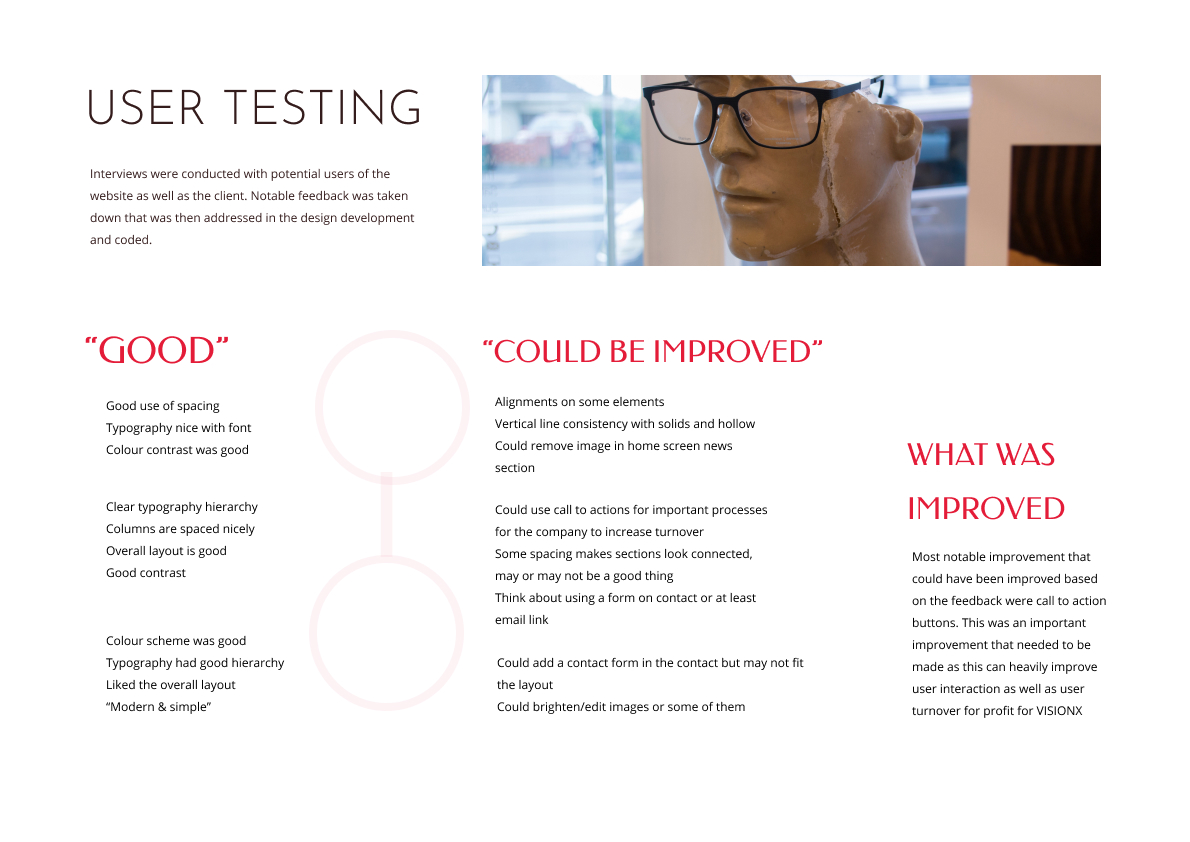 USER TESTING
Interviews were conducted with potential users of the
website as well as the client. Notable feedback was taken
down that was then addressed in the design development
and coded.
“GOOD”
Good use of spacing
Typography nice with font
Colour contrast was good
Clear typography hierarchy
Columns are spaced nicely
Overall layout is good
Good contrast
Colour scheme was good
Typography had good hierarchy
Liked the overall layout
“Modern & simple”
“COULD BE IMPROVED”
Alignments on some elements
Vertical line consistency with solids and hollow
Could remove image in home screen news
section
Could use call to actions for important processes
for the company to increase turnover
Some spacing makes sections look connected,
may or may not be a good thing
Think about using a form on contact or at least
email link
Could add a contact form in the contact but may not fit
the layout
Could brighten/edit images or some of them
WHAT WAS
IMPROVED
Most notable improvement that
could have been improved based
on the feedback were call to action
buttons. This was an important
improvement that needed to be
made as this can heavily improve
user interaction as well as user
turnover for profit for VISIONX